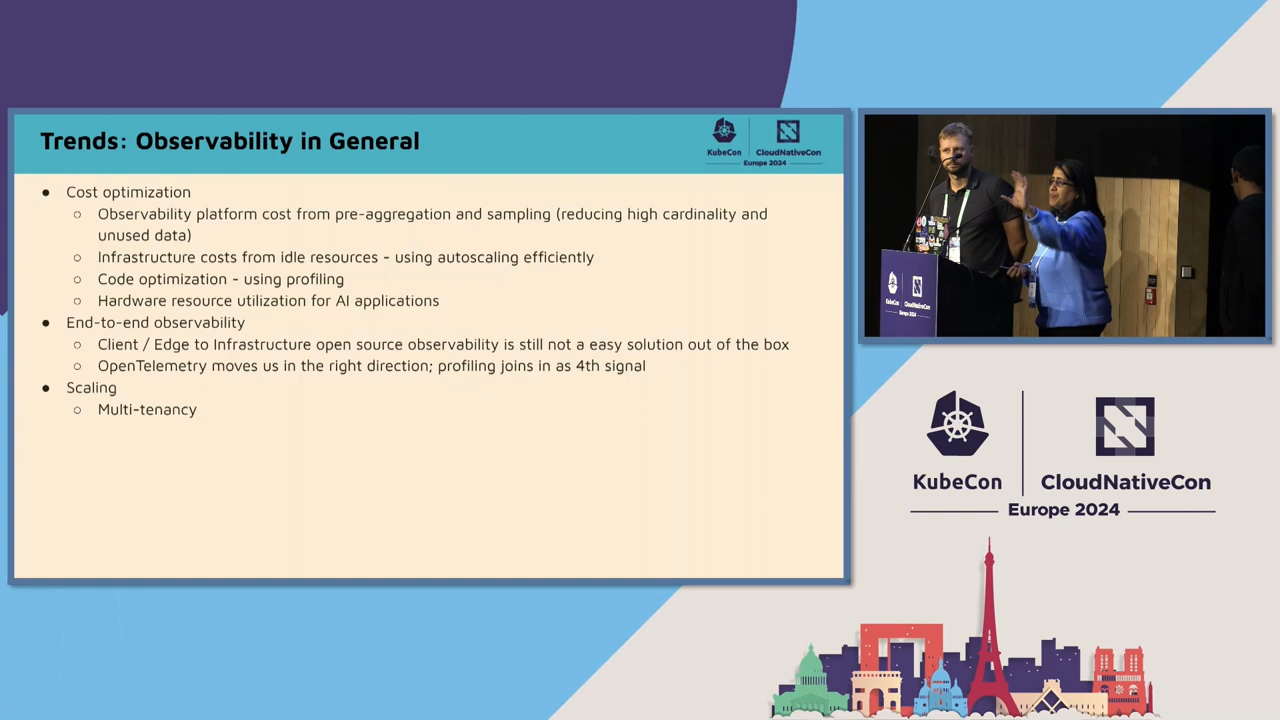 Trends: Observability in General
KubeCon
CloudNativeCon
Europe 2024
● Cost optimization
○ Observability platform cost from pre-aggregation and sampling (reducing high cardinality and
unused data)
○ Infrastructure costs from idle resources - using autoscaling efficiently
○ Code optimization - using profiling
○ Hardware resource utilization for AI applications
● End-to-end observability
○ Client / Edge to Infrastructure open source observability is still not a easy solution out of the box
○ OpenTelemetry moves us in the right direction; profiling joins in as 4th signal
● Scaling
○ Multi-tenancy
KubeCon
CloudNativeCon
Europe 2024
KubeCon
CloudNativeCon
Europe 2024